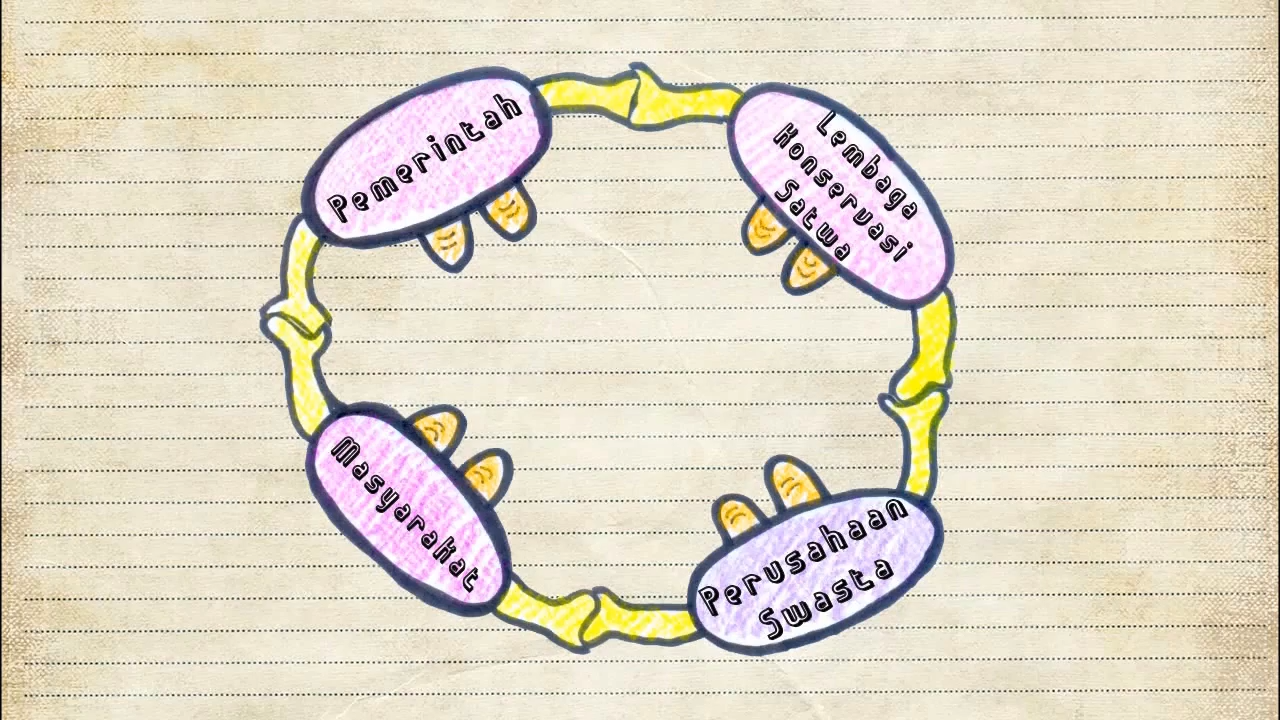 Pemerintah
Lembaga
Konservasi
Satwa
Masyarakat
Perusahaan
Swasta